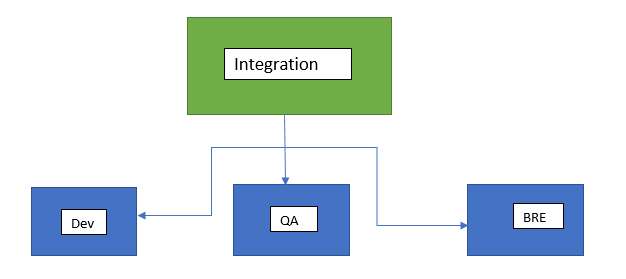 Integration
Dev
QA
BRE